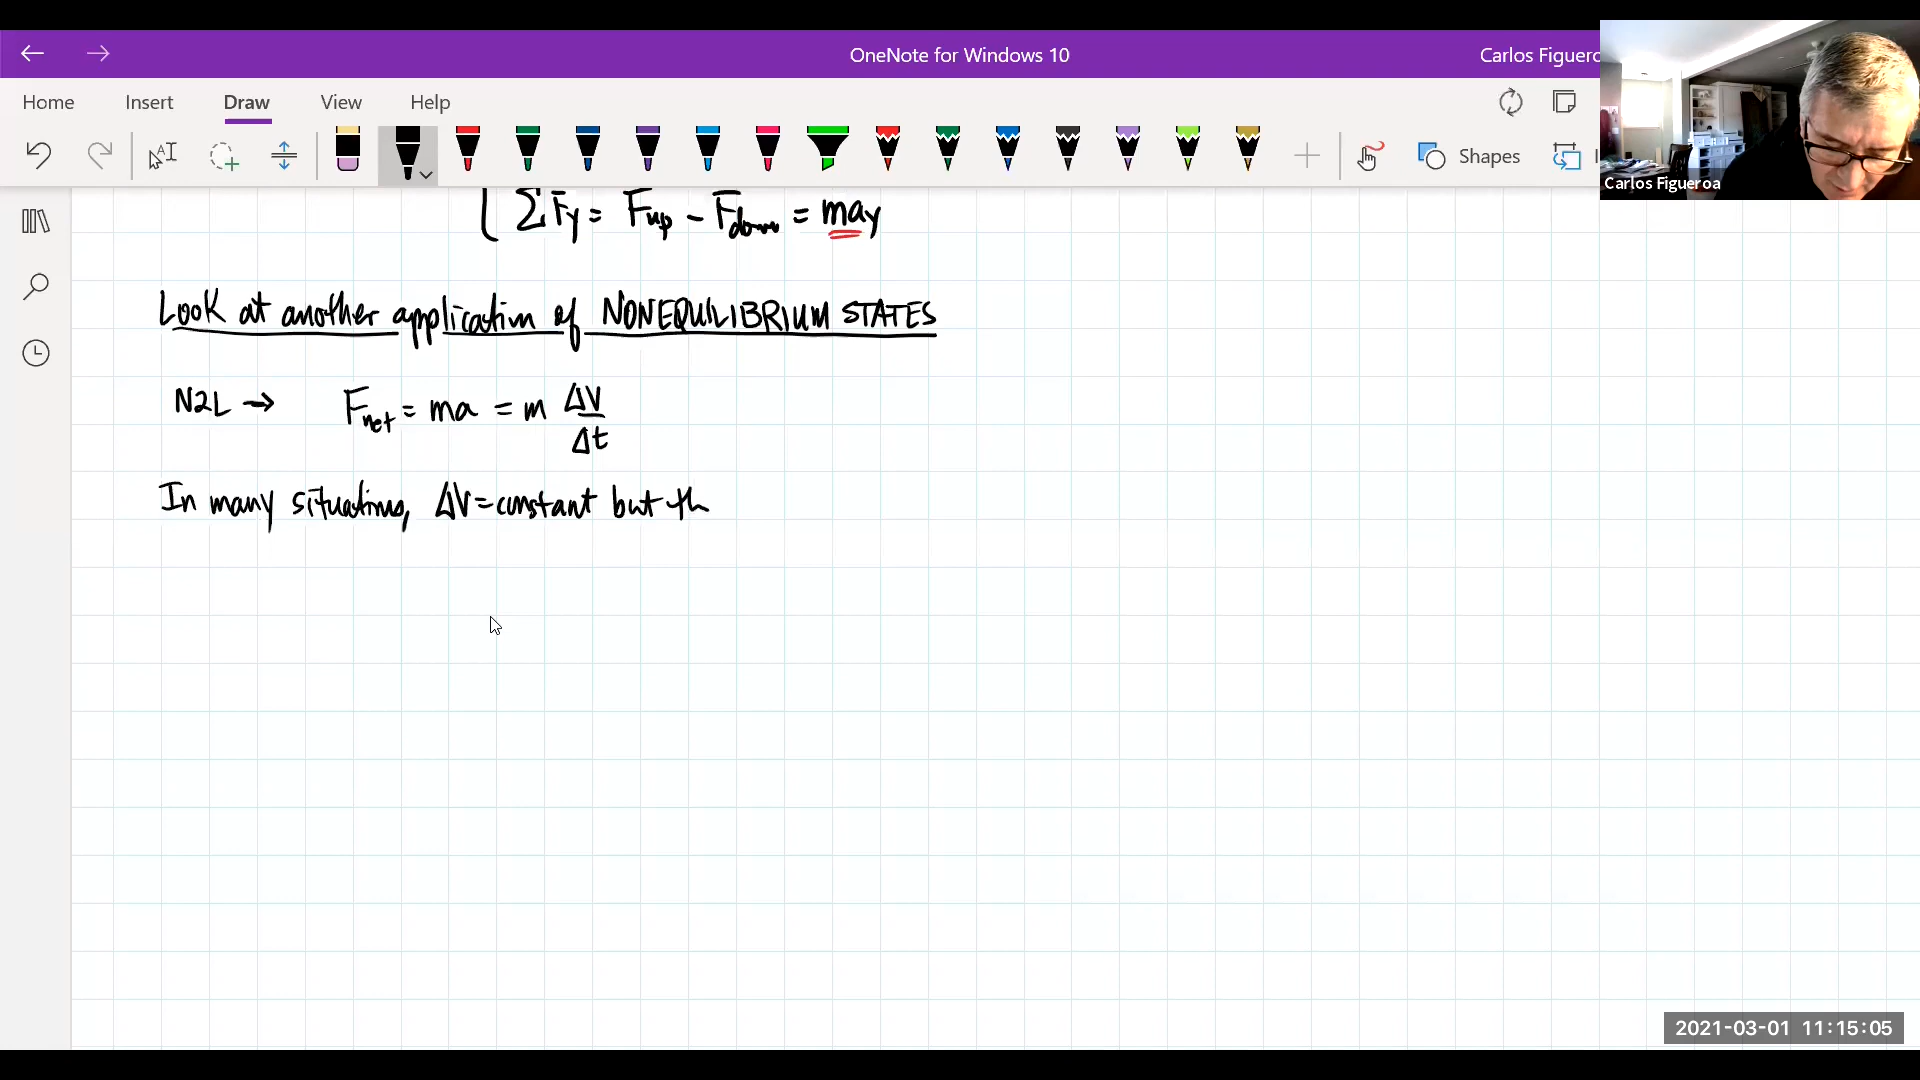 OneNote for Windows 10
Carlos Figuero
Home Insert Draw View Help
Shapes
Carlos Figueroa
Σ Fy = Fup - Fdown = may
Look at another application of NONEQUILIBRIUM STATES
N2L → Fnet = ma = m ΔV/Δt
In many situations, ΔV=constant but th
2021-03-01 11:15:05